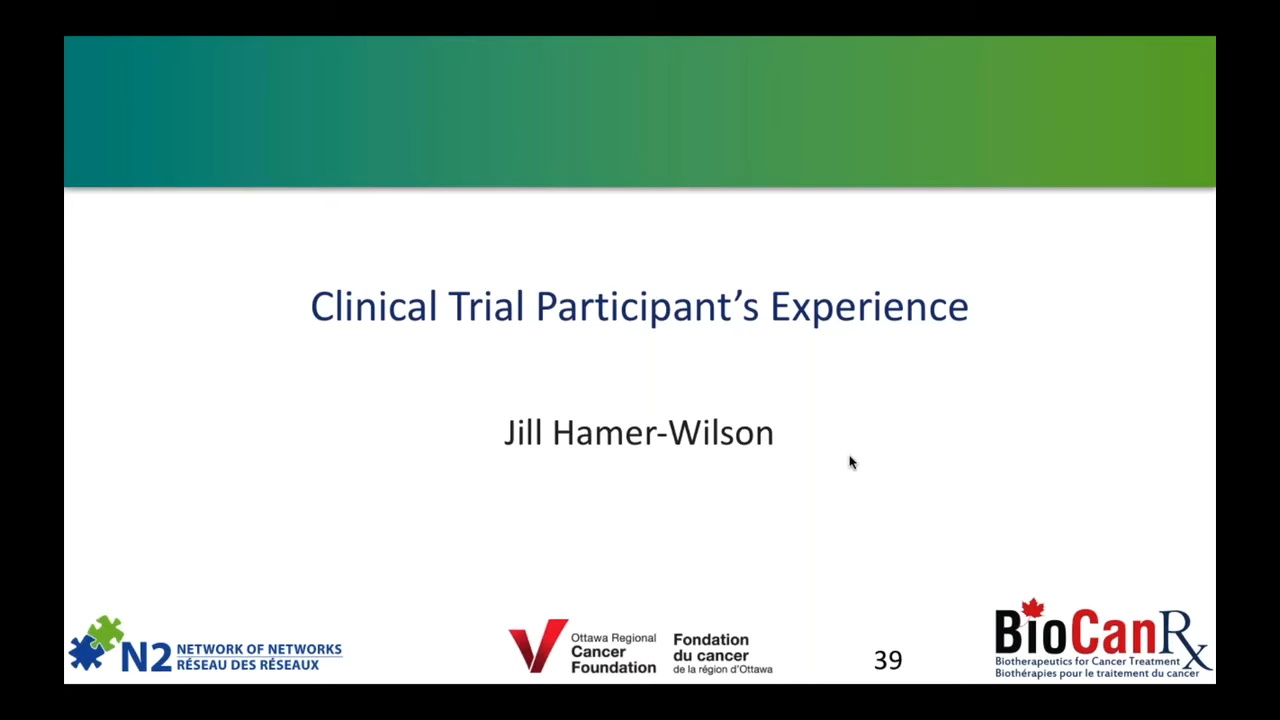 Clinical Trial Participant’s Experience
Jill Hamer-Wilson
N2 NETWORK OF NETWORKS
RÉSEAU DES RÉSEAUX
Ottawa Regional
Cancer
Foundation
Fondation
du cancer
de la région d'Ottawa
39
BioCanRx
Biotherapeutics for Cancer Treatment
Biothérapies pour le traitement du cancer